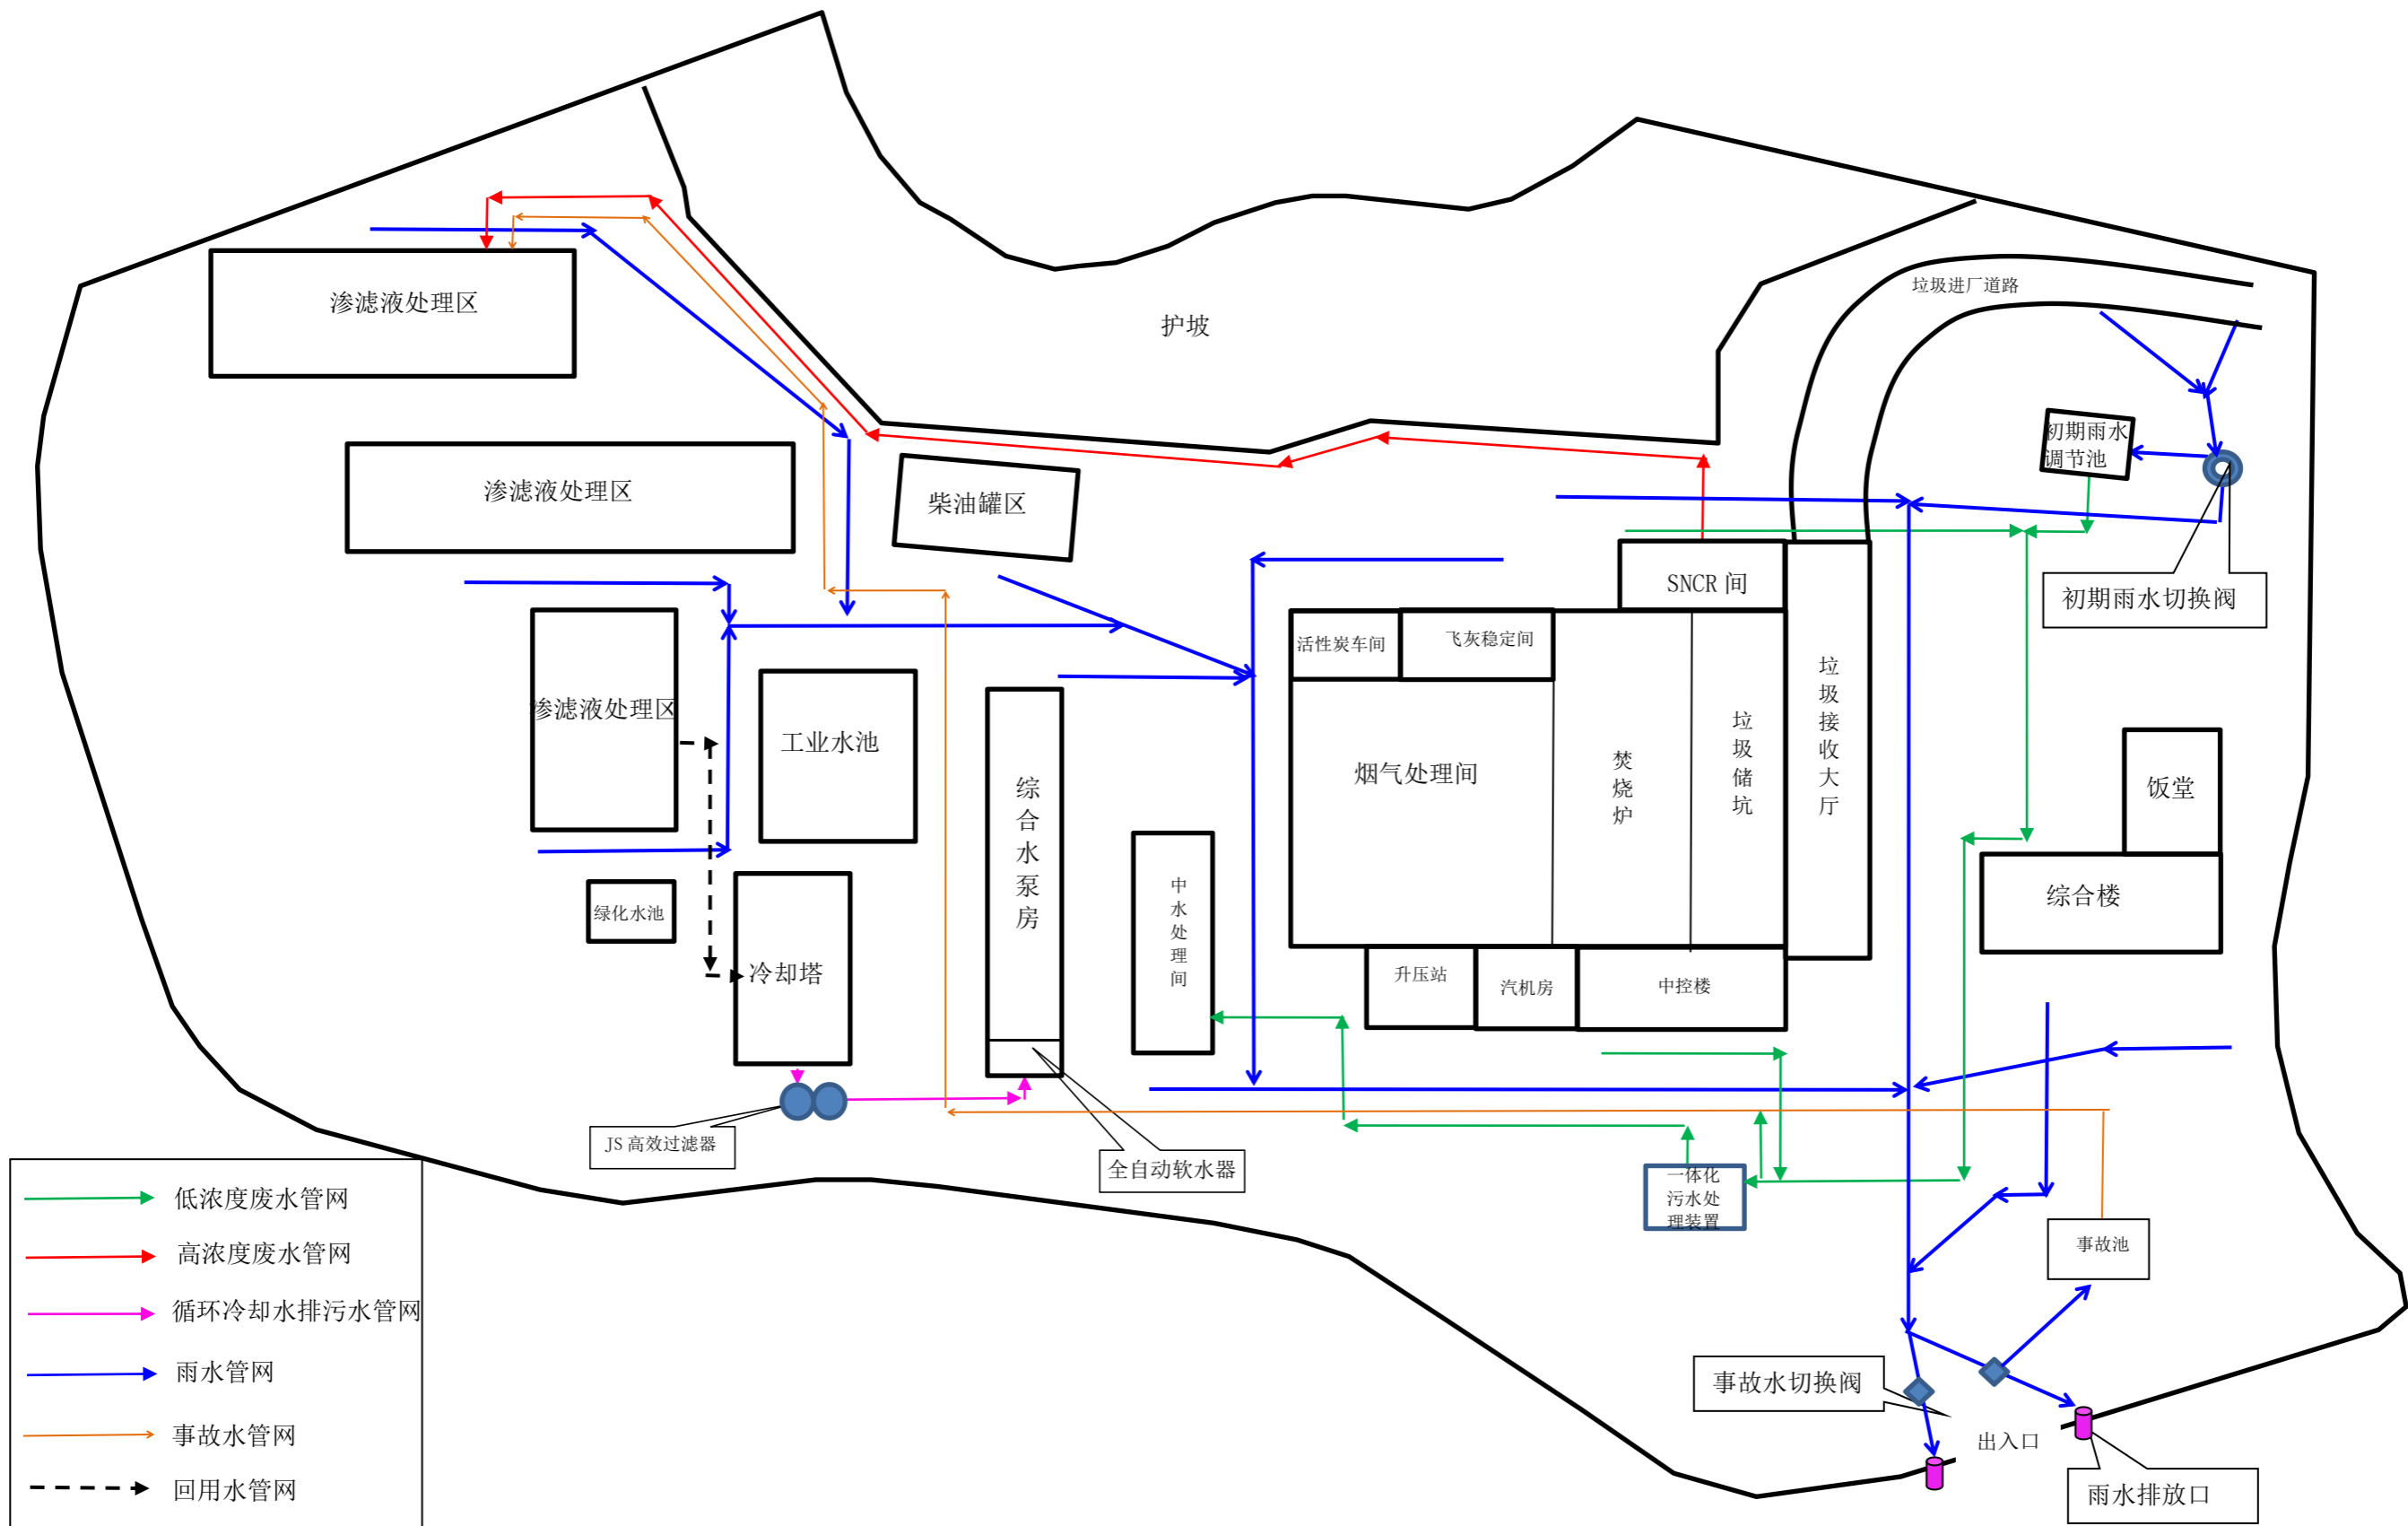 垃圾进厂道路
渗滤液处理区
护坡
初期雨水
调节池
渗滤液处理区
柴油罐区
SNCR 间
初期雨水切换阀
活性炭车间
飞灰稳定间
渗滤液处理区
工业水池
综合水泵房
烟气处理间
焚烧炉
垃圾储坑
垃圾接收大厅
饭堂
综合楼
中水处理间
绿化水池
冷却塔
升压站
汽机房
中控楼
JS 高效过滤器
全自动软水器
一体化
污水处
理装置
事故池
低浓度废水管网
高浓度废水管网
循环冷却水排污水管网
雨水管网
事故水管网
回用水管网
事故水切换阀
出入口
雨水排放口